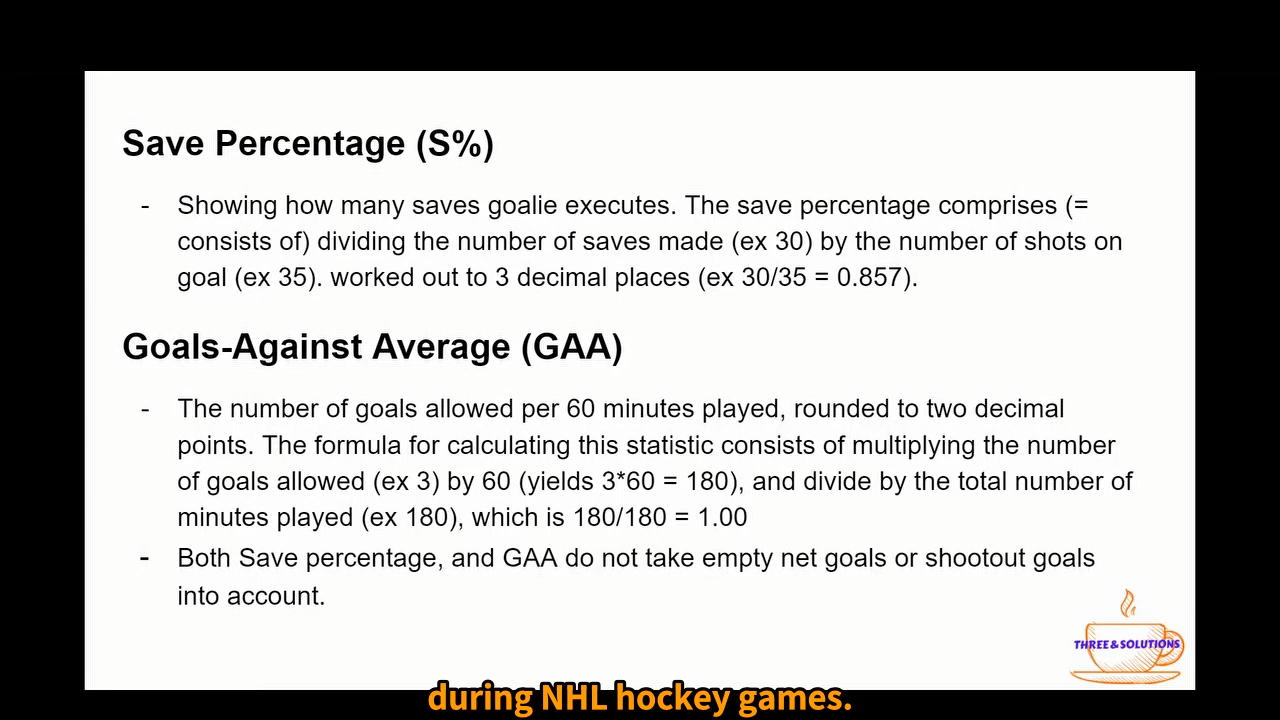 Save Percentage (S%)
- Showing how many saves goalie executes. The save percentage comprises (=
consists of) dividing the number of saves made (ex 30) by the number of shots on
goal (ex 35). worked out to 3 decimal places (ex 30/35 = 0.857).
Goals-Against Average (GAA)
- The number of goals allowed per 60 minutes played, rounded to two decimal
points. The formula for calculating this statistic consists of multiplying the number
of goals allowed (ex 3) by 60 (yields 3*60 = 180), and divide by the total number of
minutes played (ex 180), which is 180/180 = 1.00
- Both Save percentage, and GAA do not take empty net goals or shootout goals
into account.
THREE & SOLUTIONS
during NHL hockey games.